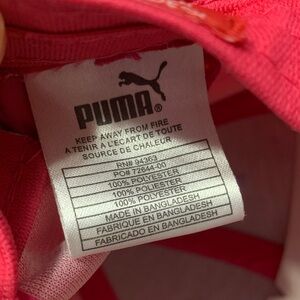 PUMA®
KEEP AWAY FROM FIRE
A TENIR A L'ECART DE TOUTE
SOURCE DE CHALEUR
RN# 94363
PO# 72644-00
100% POLYESTER
100% POLIESTER
100% POLYESTER
MADE IN BANGLADESH
FABRIQUE EN BANGLADESH
FABRICADO EN BANGLADESH